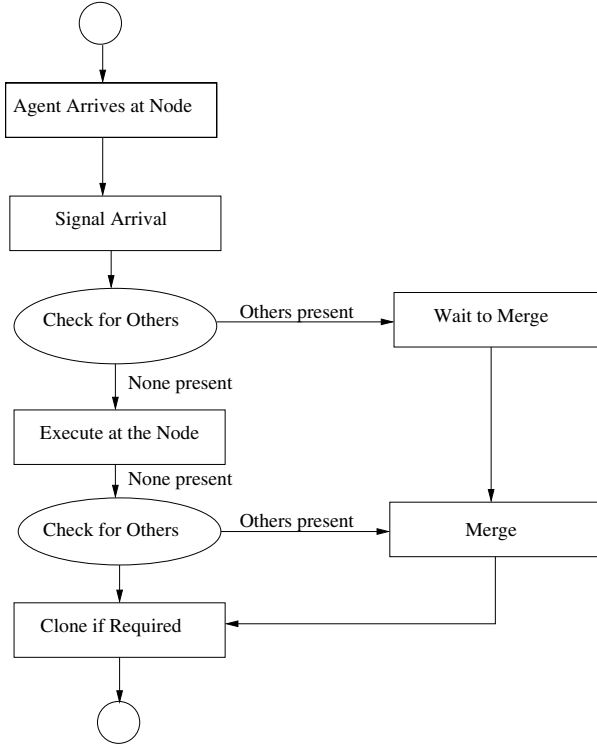 Agent Arrives at Node
Signal Arrival
Check for Others
Others present
Wait to Merge
None present
Execute at the Node
None present
Check for Others
Others present
Merge
Clone if Required